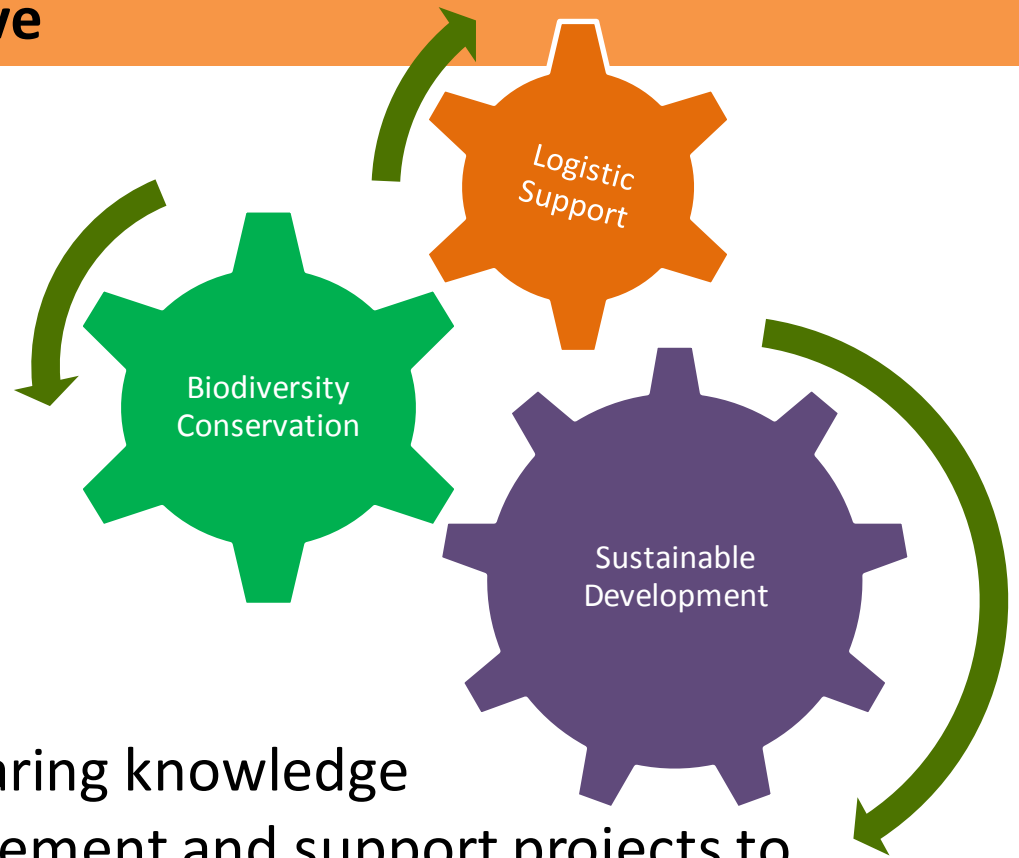 ve
Logistic
Support
Biodiversity
Conservation
Sustainable
Development
aring knowledge
ement and support projects to